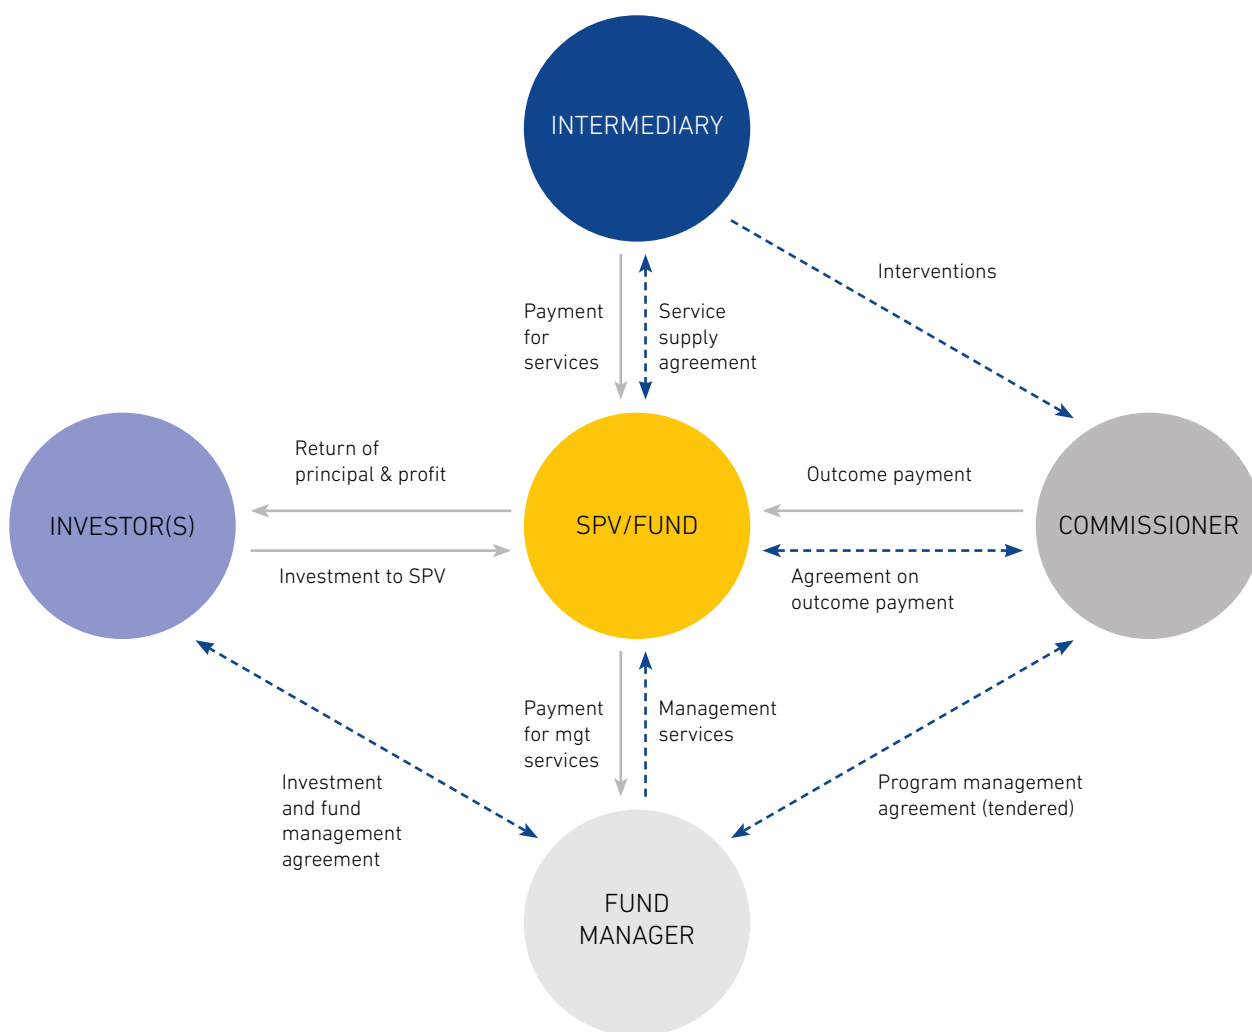 INTERMEDIARY
Interventions
Payment
for
services
Service
supply
agreement
Return of
principal & profit
Outcome payment
INVESTOR(S)
SPV/FUND
COMMISSIONER
Investment to SPV
Agreement on
outcome payment
Payment
for mgt
services
Management
services
Investment
and fund
management
agreement
Program management
agreement (tendered)
FUND
MANAGER